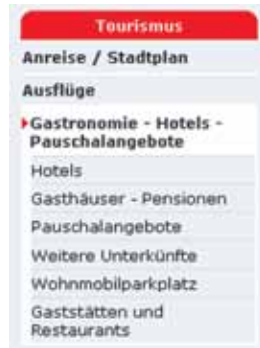 Tourismus
Anreise / Stadtplan
Ausflüge
Gastronomie - Hotels -
Pauschalangebote
Hotels
Gasthäuser - Pensionen
Pauschalangebote
Weitere Unterkünfte
Wohnmobilparkplatz
Gaststätten und
Restaurants